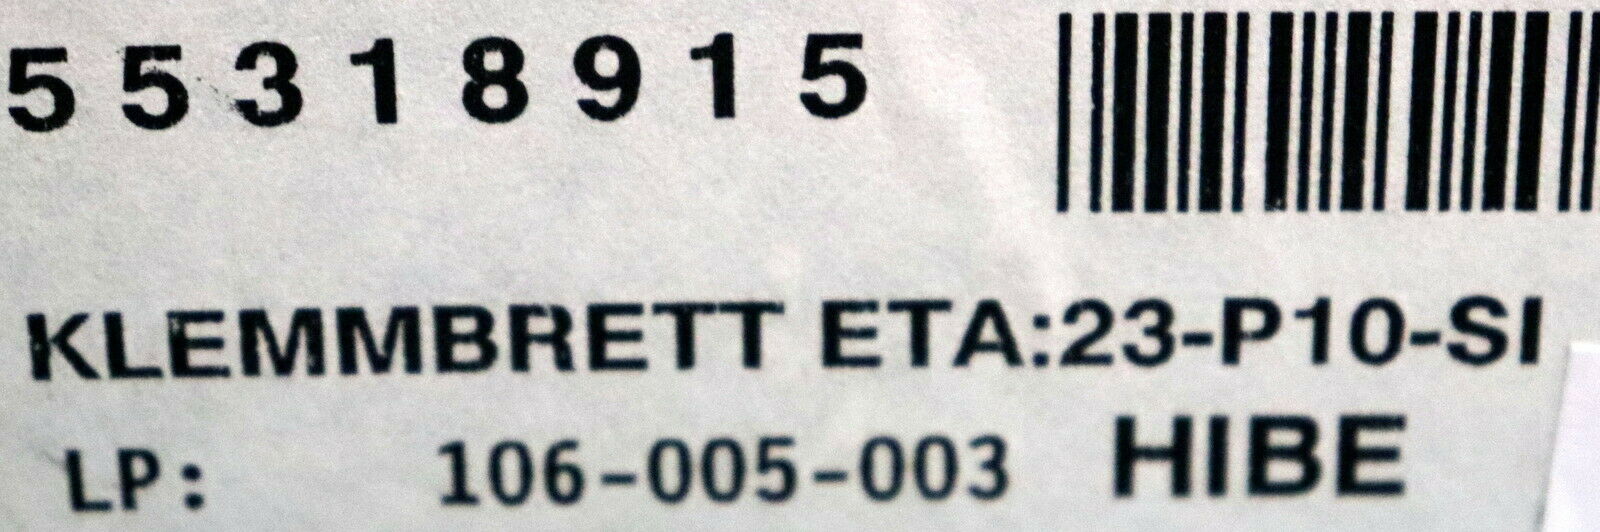 55318915
KLEMMBRETT ETA:23-P10-SI
LP: 106-005-003 HIBE